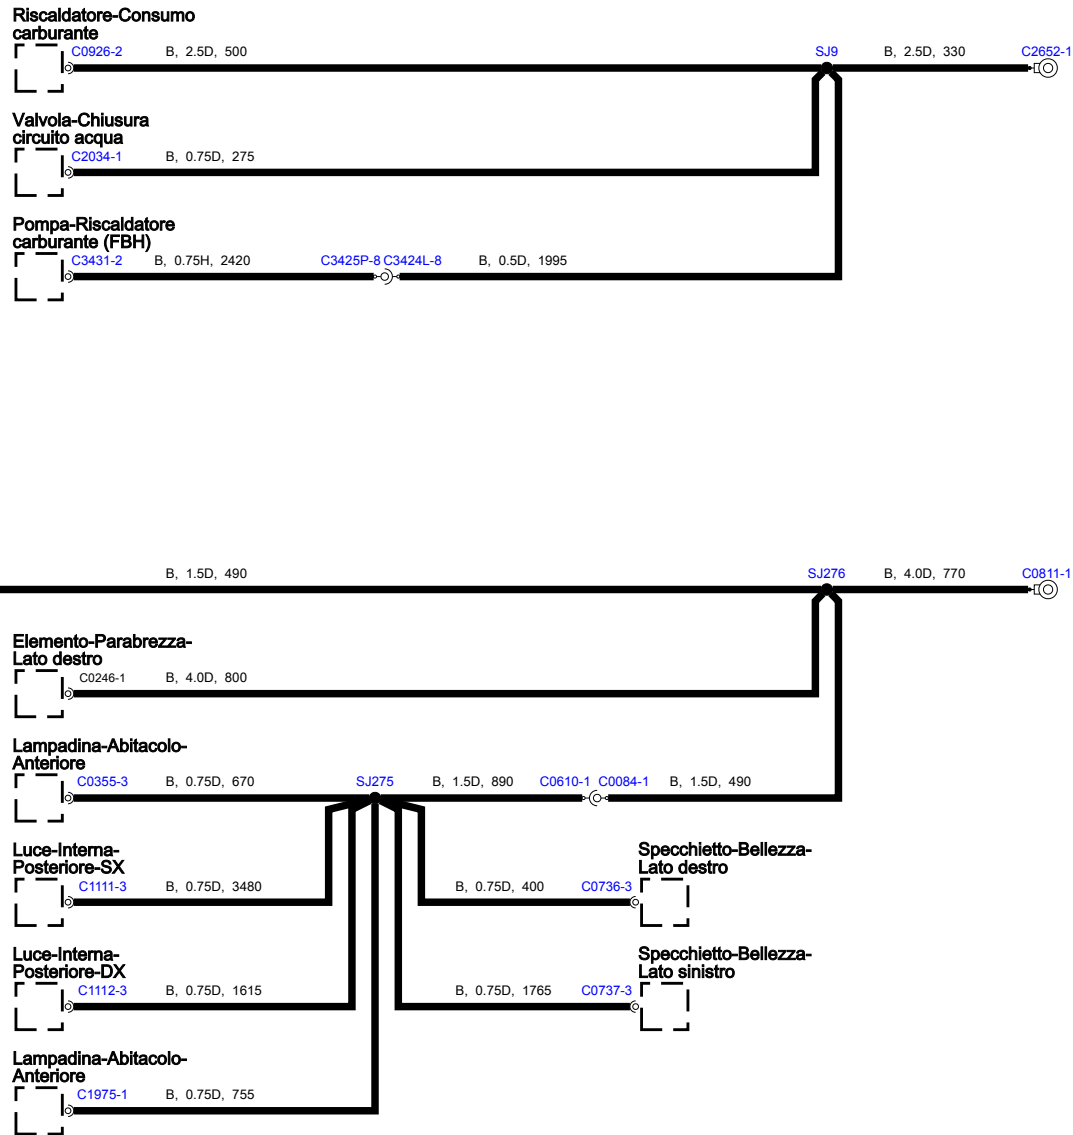 Riscaldatore-Consumo
carburante
C0926-2 B, 2.5D, 500 SJ9 B, 2.5D, 330 C2652-1
Valvola-Chiusura
circuito acqua
C2034-1 B, 0.75D, 275
Pompa-Riscaldatore
carburante (FBH)
C3431-2 B, 0.75H, 2420 C3425P-8 C3424L-8 B, 0.5D, 1995
B, 1.5D, 490 SJ276 B, 4.0D, 770 C0811-1
Elemento-Parabrezza-
Lato destro
C0246-1 B, 4.0D, 800
Lampadina-Abitacolo-
Anteriore
C0355-3 B, 0.75D, 670 SJ275 B, 1.5D, 890 C0610-1 C0084-1 B, 1.5D, 490
Luce-Interna-
Posteriore-SX
C1111-3 B, 0.75D, 3480
Specchietto-Bellezza-
Lato destro
B, 0.75D, 400 C0736-3
Luce-Interna-
Posteriore-DX
C1112-3 B, 0.75D, 1615
Specchietto-Bellezza-
Lato sinistro
B, 0.75D, 1765 C0737-3
Lampadina-Abitacolo-
Anteriore
C1975-1 B, 0.75D, 755